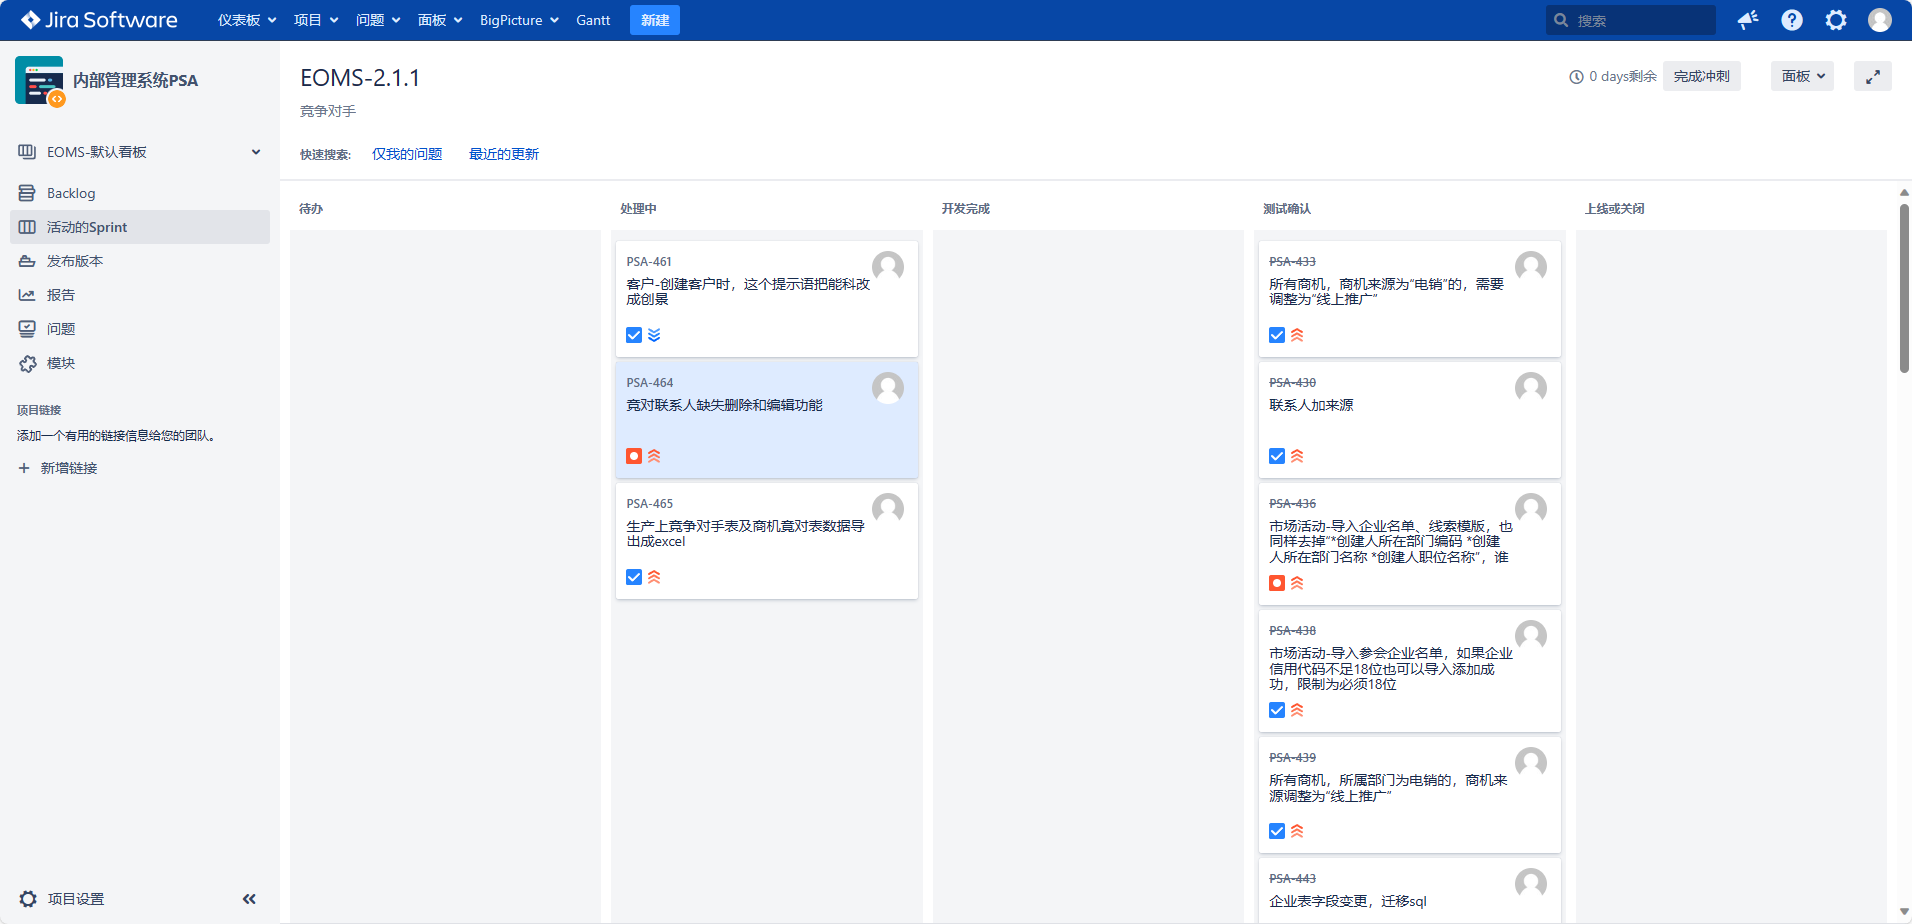 Jira Software
仪表板
项目
问题
面板
BigPicture
Gantt
新建
搜索
内部管理系统PSA
EOMS-默认看板
Backlog
活动的Sprint
发布版本
报告
问题
模块
项目链接
添加一个有用的链接信息给您的团队。
新增链接
项目设置
EOMS-2.1.1
竞争对手
0 days剩余
完成冲刺
面板
快速搜索:
仅我的问题
最近的更新
待办
处理中
开发完成
测试确认
上线或关闭
PSA-461
客户-创建客户时，这个提示语把能科改
成创景
PSA-464
竟对联系人缺失删除和编辑功能
PSA-465
生产上竞争对手表及商机竟对表数据导
出成excel
PSA-433
所有商机，商机来源为“电销”的，需要
调整为“线上推广”
PSA-430
联系人加来源
PSA-436
市场活动-导入企业名单、线索模版，也
同样去掉“*创建人所在部门编码 *创建
人所在部门名称 *创建人职位名称”，谁
PSA-438
市场活动-导入参会企业名单，如果企业
信用代码不足18位也可以导入添加成
功，限制为必须18位
PSA-439
所有商机，所属部门为电销的，商机来
源调整为“线上推广”
PSA-443
企业表字段变更，迁移sql